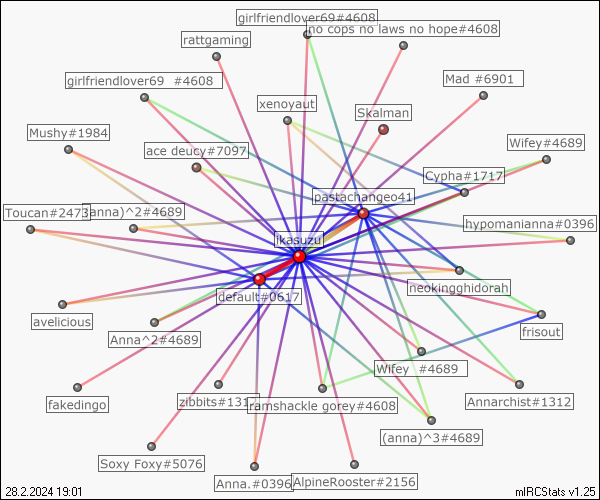 girlfriendlover69#4608
no cops no laws no hope#4608
rattgaming
girlfriendlover69 #4608
Mad #6901
xenoyaut
Skalman
Mushy#1984
Wifey#4689
ace deucy#7097
Cypha#1717
pastachangeo41
Toucan#2473
(anna)^2#4689
hypomannna#0396
ikasuzu
neokingghidorah
default#0617
avelicious
frisout
Anna^2#4689
Wifey #4689
fakedingo
zibbits#131
ramshackle gorey#4608
Annarchist#1312
(anna)^3#4689
Soxy Foxy#5076
Anna.#0396
AlpineRooster#2156
28.2.2024 19:01
mIRCStats v1.25